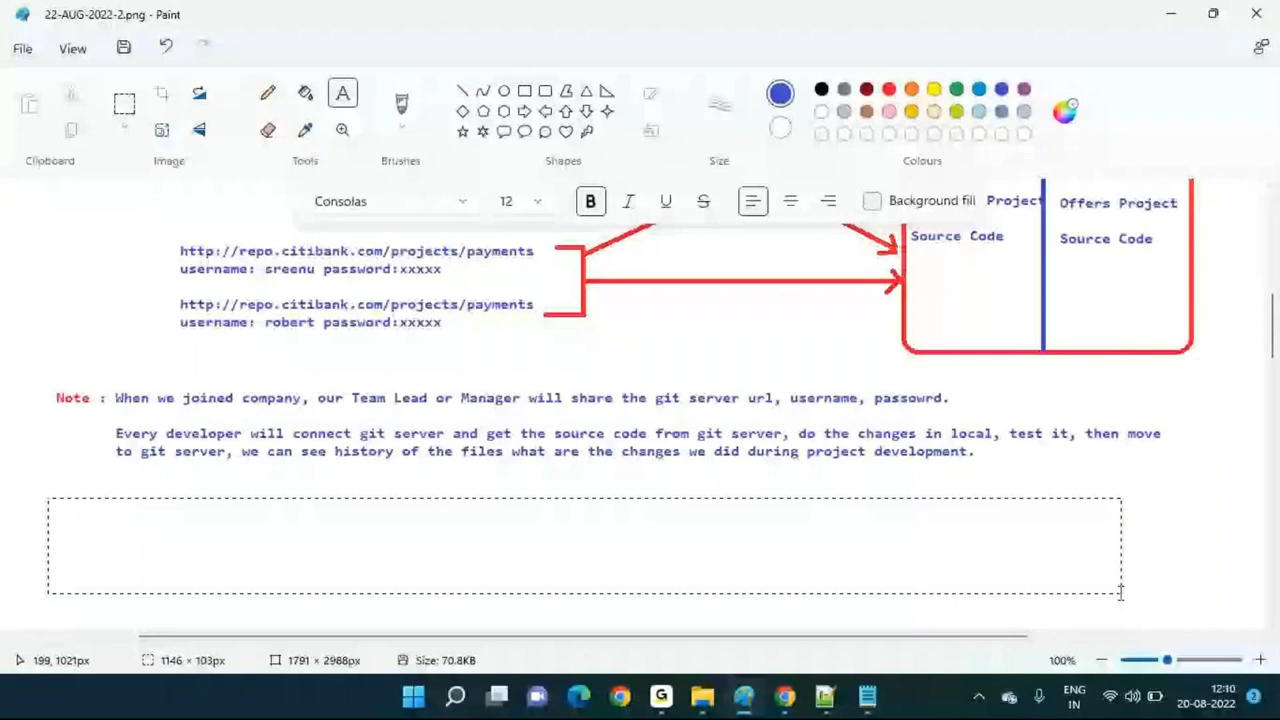 22-AUG-2022-2.png - Paint
File View
Clipboard Image Tools Brushes Shapes Size Colours
Consolas 12 B I U S A Background fill
Project Offers Project
Source Code Source Code
http://repo.citibank.com/projects/payments
username: sreenu password:xxxxx
http://repo.citibank.com/projects/payments
username: robert password:xxxxx
Note : When we joined company, our Team Lead or Manager will share the git server url, username, passowrd.
Every developer will connect git server and get the source code from git server, do the changes in local, test it, then move
to git server, we can see history of the files what are the changes we did during project development.
199, 1021px 1146 × 103px 1791 × 2988px Size: 70.8KB 100%
ENG 12:10
IN 20-08-2022 2